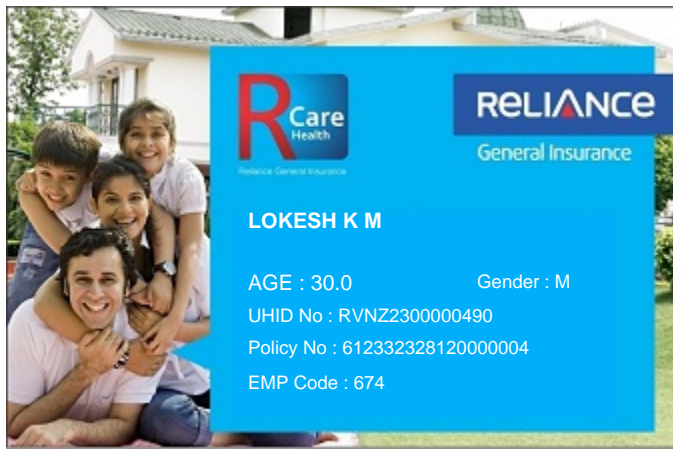 R Care
Health
Reliance General Insurance
RELIANCE
General Insurance
LOKESH K M
AGE : 30.0
Gender : M
UHID No : RVNZ2300000490
Policy No : 612332328120000004
EMP Code : 674